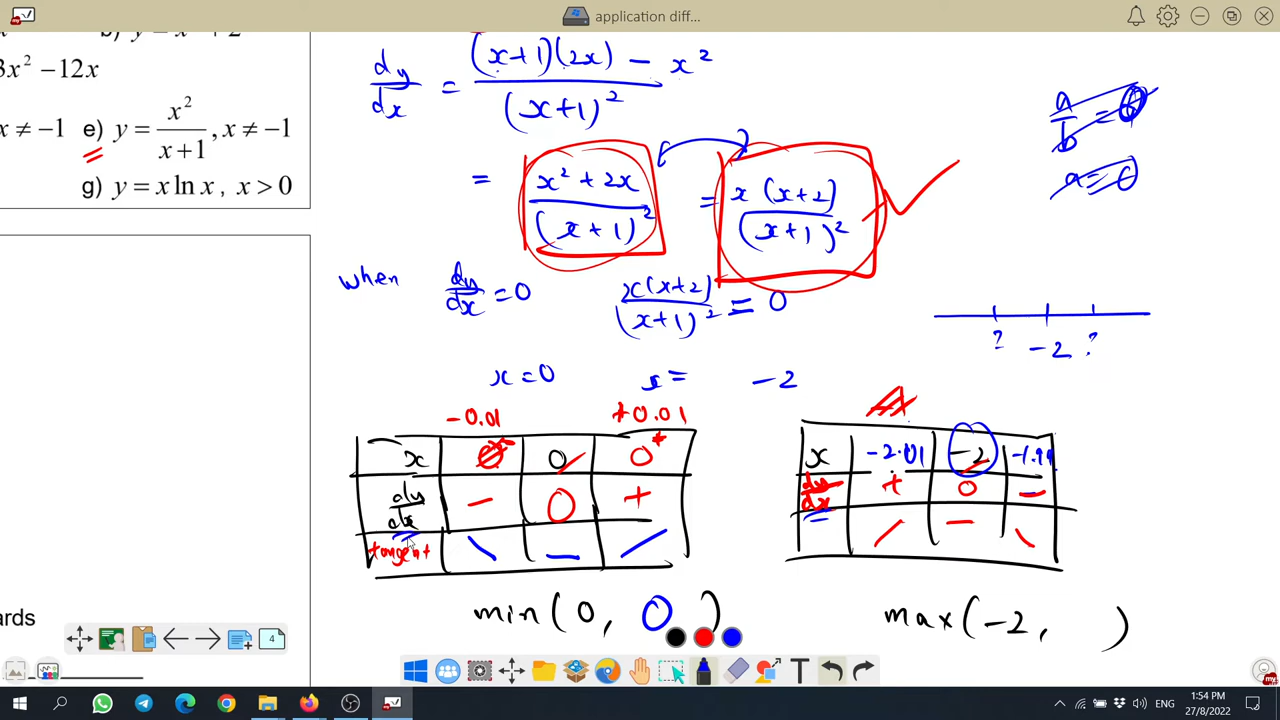 application diff...
3x² −12x
x ≠ −1 e) y = x²/(x+1), x ≠ −1
g) y = x ln x, x > 0
dy/dx = ((x+1)(2x) − x²)/(x+1)²
a/b = 0
a = 0
= (x² + 2x)/(x+1)² = x(x+2)/(x+1)²
when dy/dx = 0 x(x+2)/(x+1)² = 0
? −2 ?
x = 0 x = −2
−0.01 +0.01
x 0 0⁺
dy/dx − 0 +
tangent \ — /
x −2.01 −2 −1.99
dy/dx + 0 −
/ — \
min(0, 0 )
max(−2, )
ards
4
T
ENG
1:54 PM
27/8/2022